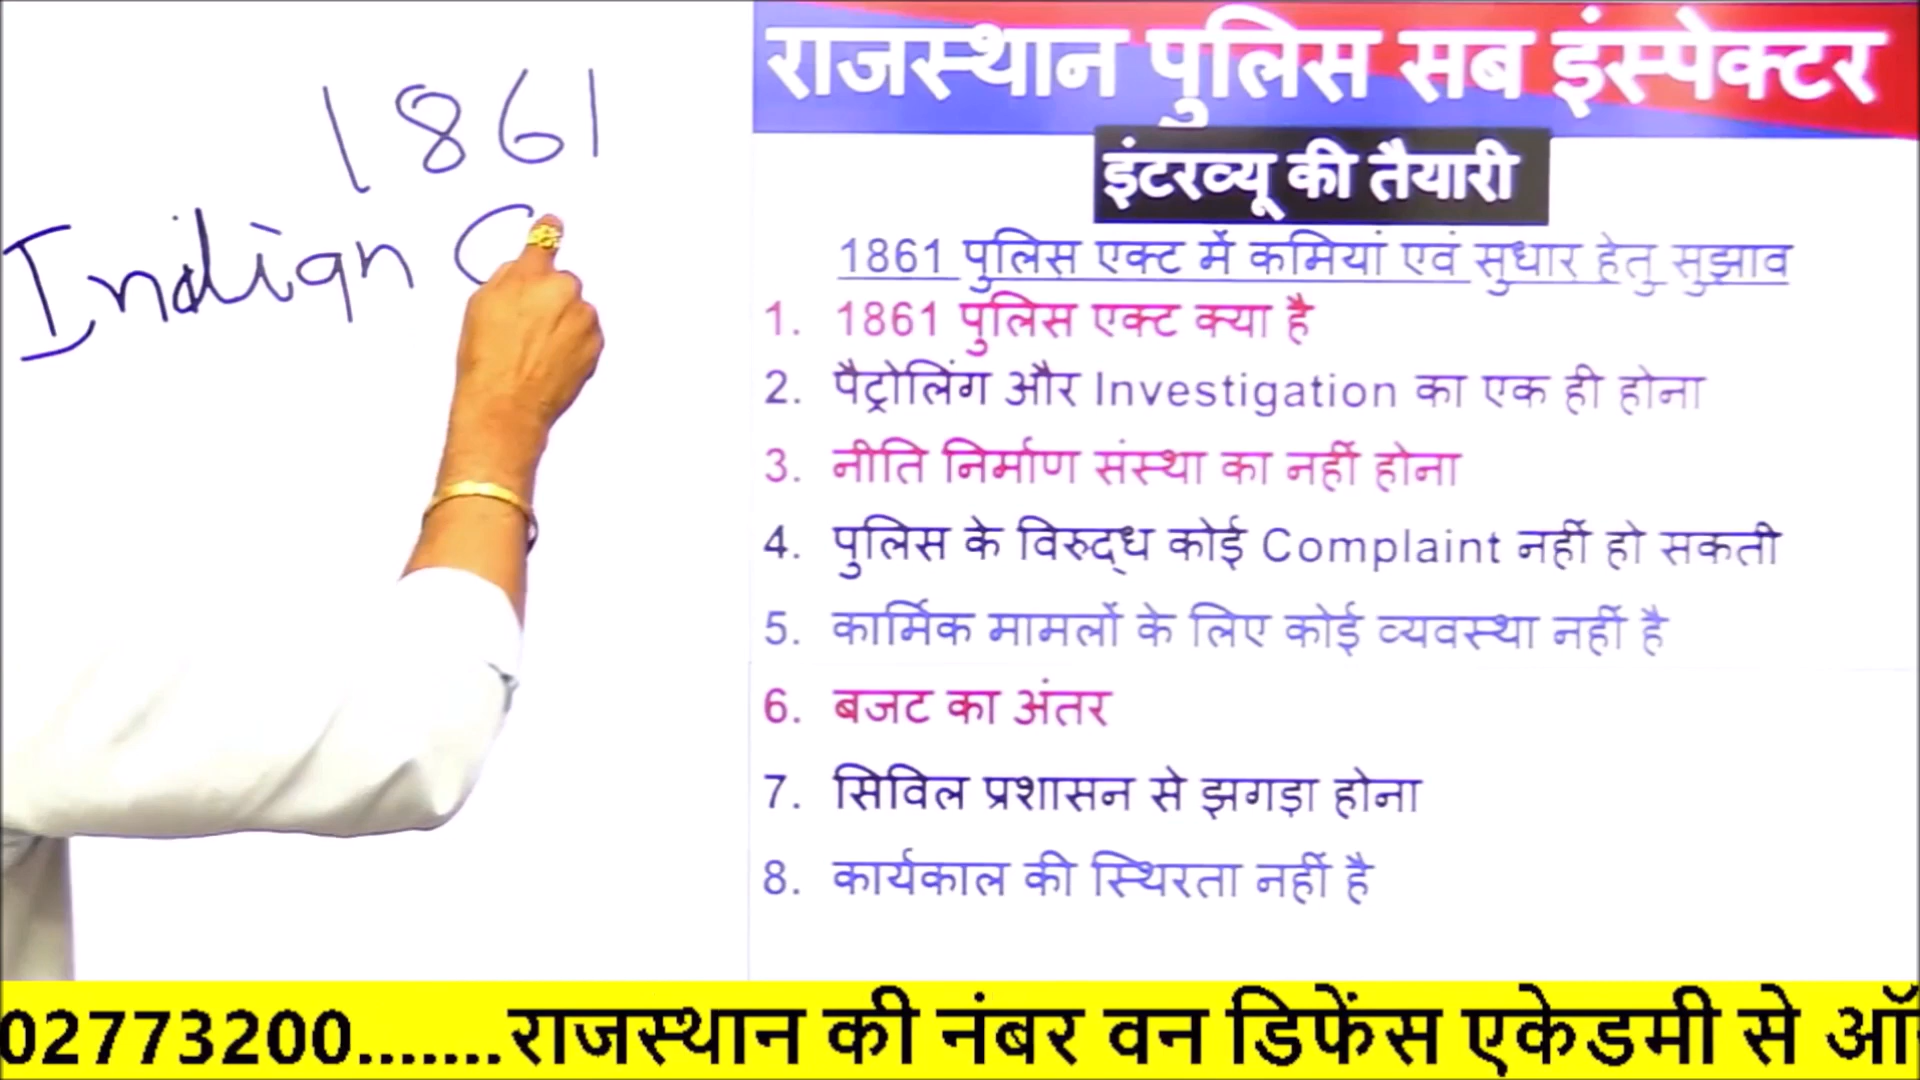 1861
Indian C
राजस्थान पुलिस सब इंस्पेक्टर
इंटरव्यू की तैयारी
1861 पुलिस एक्ट में कमियां एवं सुधार हेतु सुझाव
1. 1861 पुलिस एक्ट क्या है
2. पैट्रोलिंग और Investigation का एक ही होना
3. नीति निर्माण संस्था का नहीं होना
4. पुलिस के विरुद्ध कोई Complaint नहीं हो सकती
5. कार्मिक मामलों के लिए कोई व्यवस्था नहीं है
6. बजट का अंतर
7. सिविल प्रशासन से झगड़ा होना
8. कार्यकाल की स्थिरता नहीं है
02773200.......राजस्थान की नंबर वन डिफेंस एकेडमी से